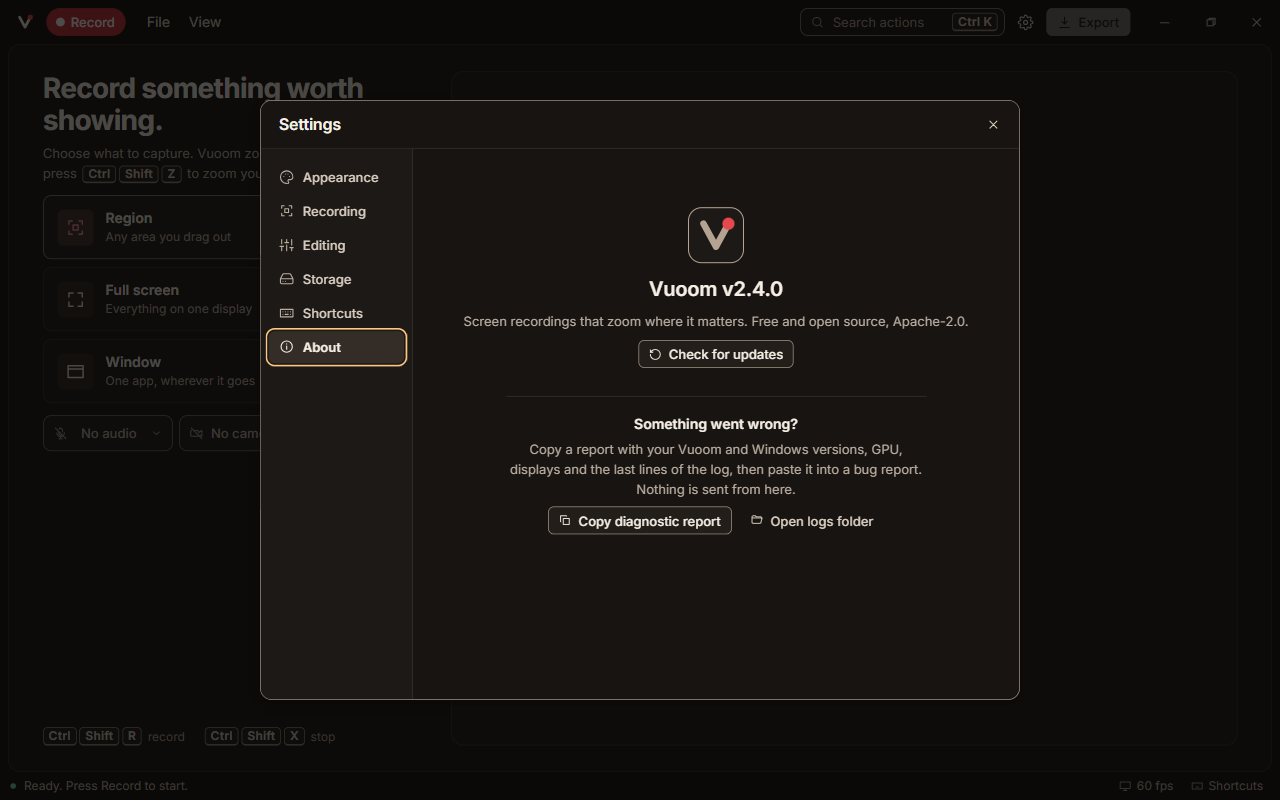 Record
File
View
Search actions
Ctrl K
Export
Record something worth
showing.
Choose what to capture. Vuoom zo
press Ctrl Shift Z to zoom you
Region
Any area you drag out
Full screen
Everything on one display
Window
One app, wherever it goes
No audio
No cam
Ctrl Shift R record
Ctrl Shift X stop
Settings
Appearance
Recording
Editing
Storage
Shortcuts
About
Vuoom v2.4.0
Screen recordings that zoom where it matters. Free and open source, Apache-2.0.
Check for updates
Something went wrong?
Copy a report with your Vuoom and Windows versions, GPU,
displays and the last lines of the log, then paste it into a bug report.
Nothing is sent from here.
Copy diagnostic report
Open logs folder
Ready. Press Record to start.
60 fps
Shortcuts